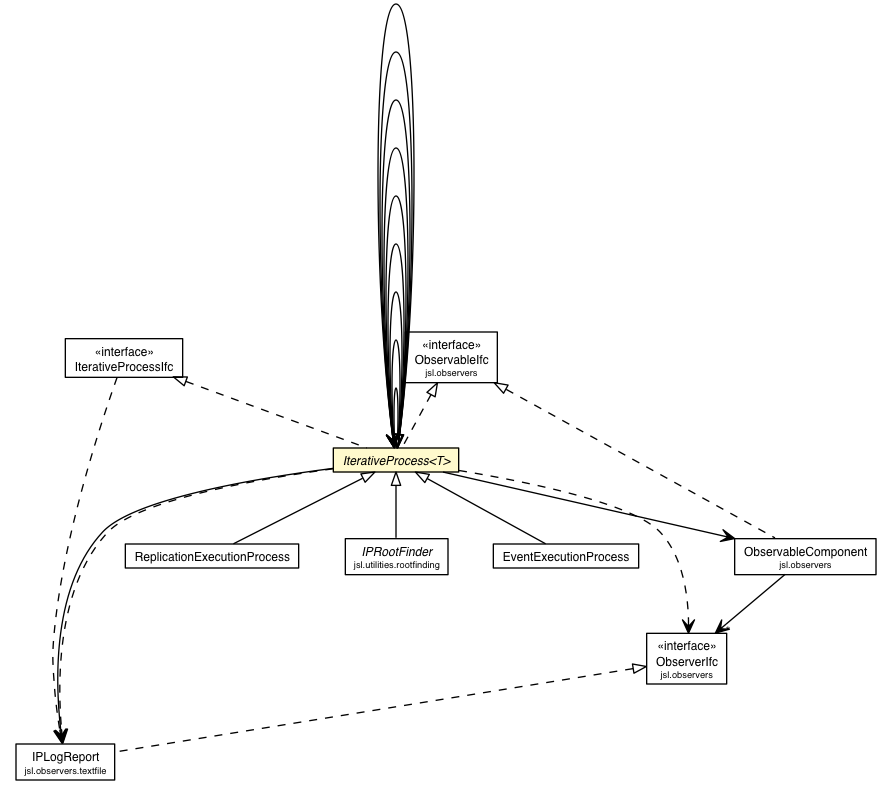 «interface»
IterativeProcessIfc
«interface»
ObservableIfc
jsl.observers
IterativeProcess<T>
ReplicationExecutionProcess
IPRootFinder
jsl.utilities.rootfinding
EventExecutionProcess
ObservableComponent
jsl.observers
«interface»
ObserverIfc
jsl.observers
IPLogReport
jsl.observers.textfile